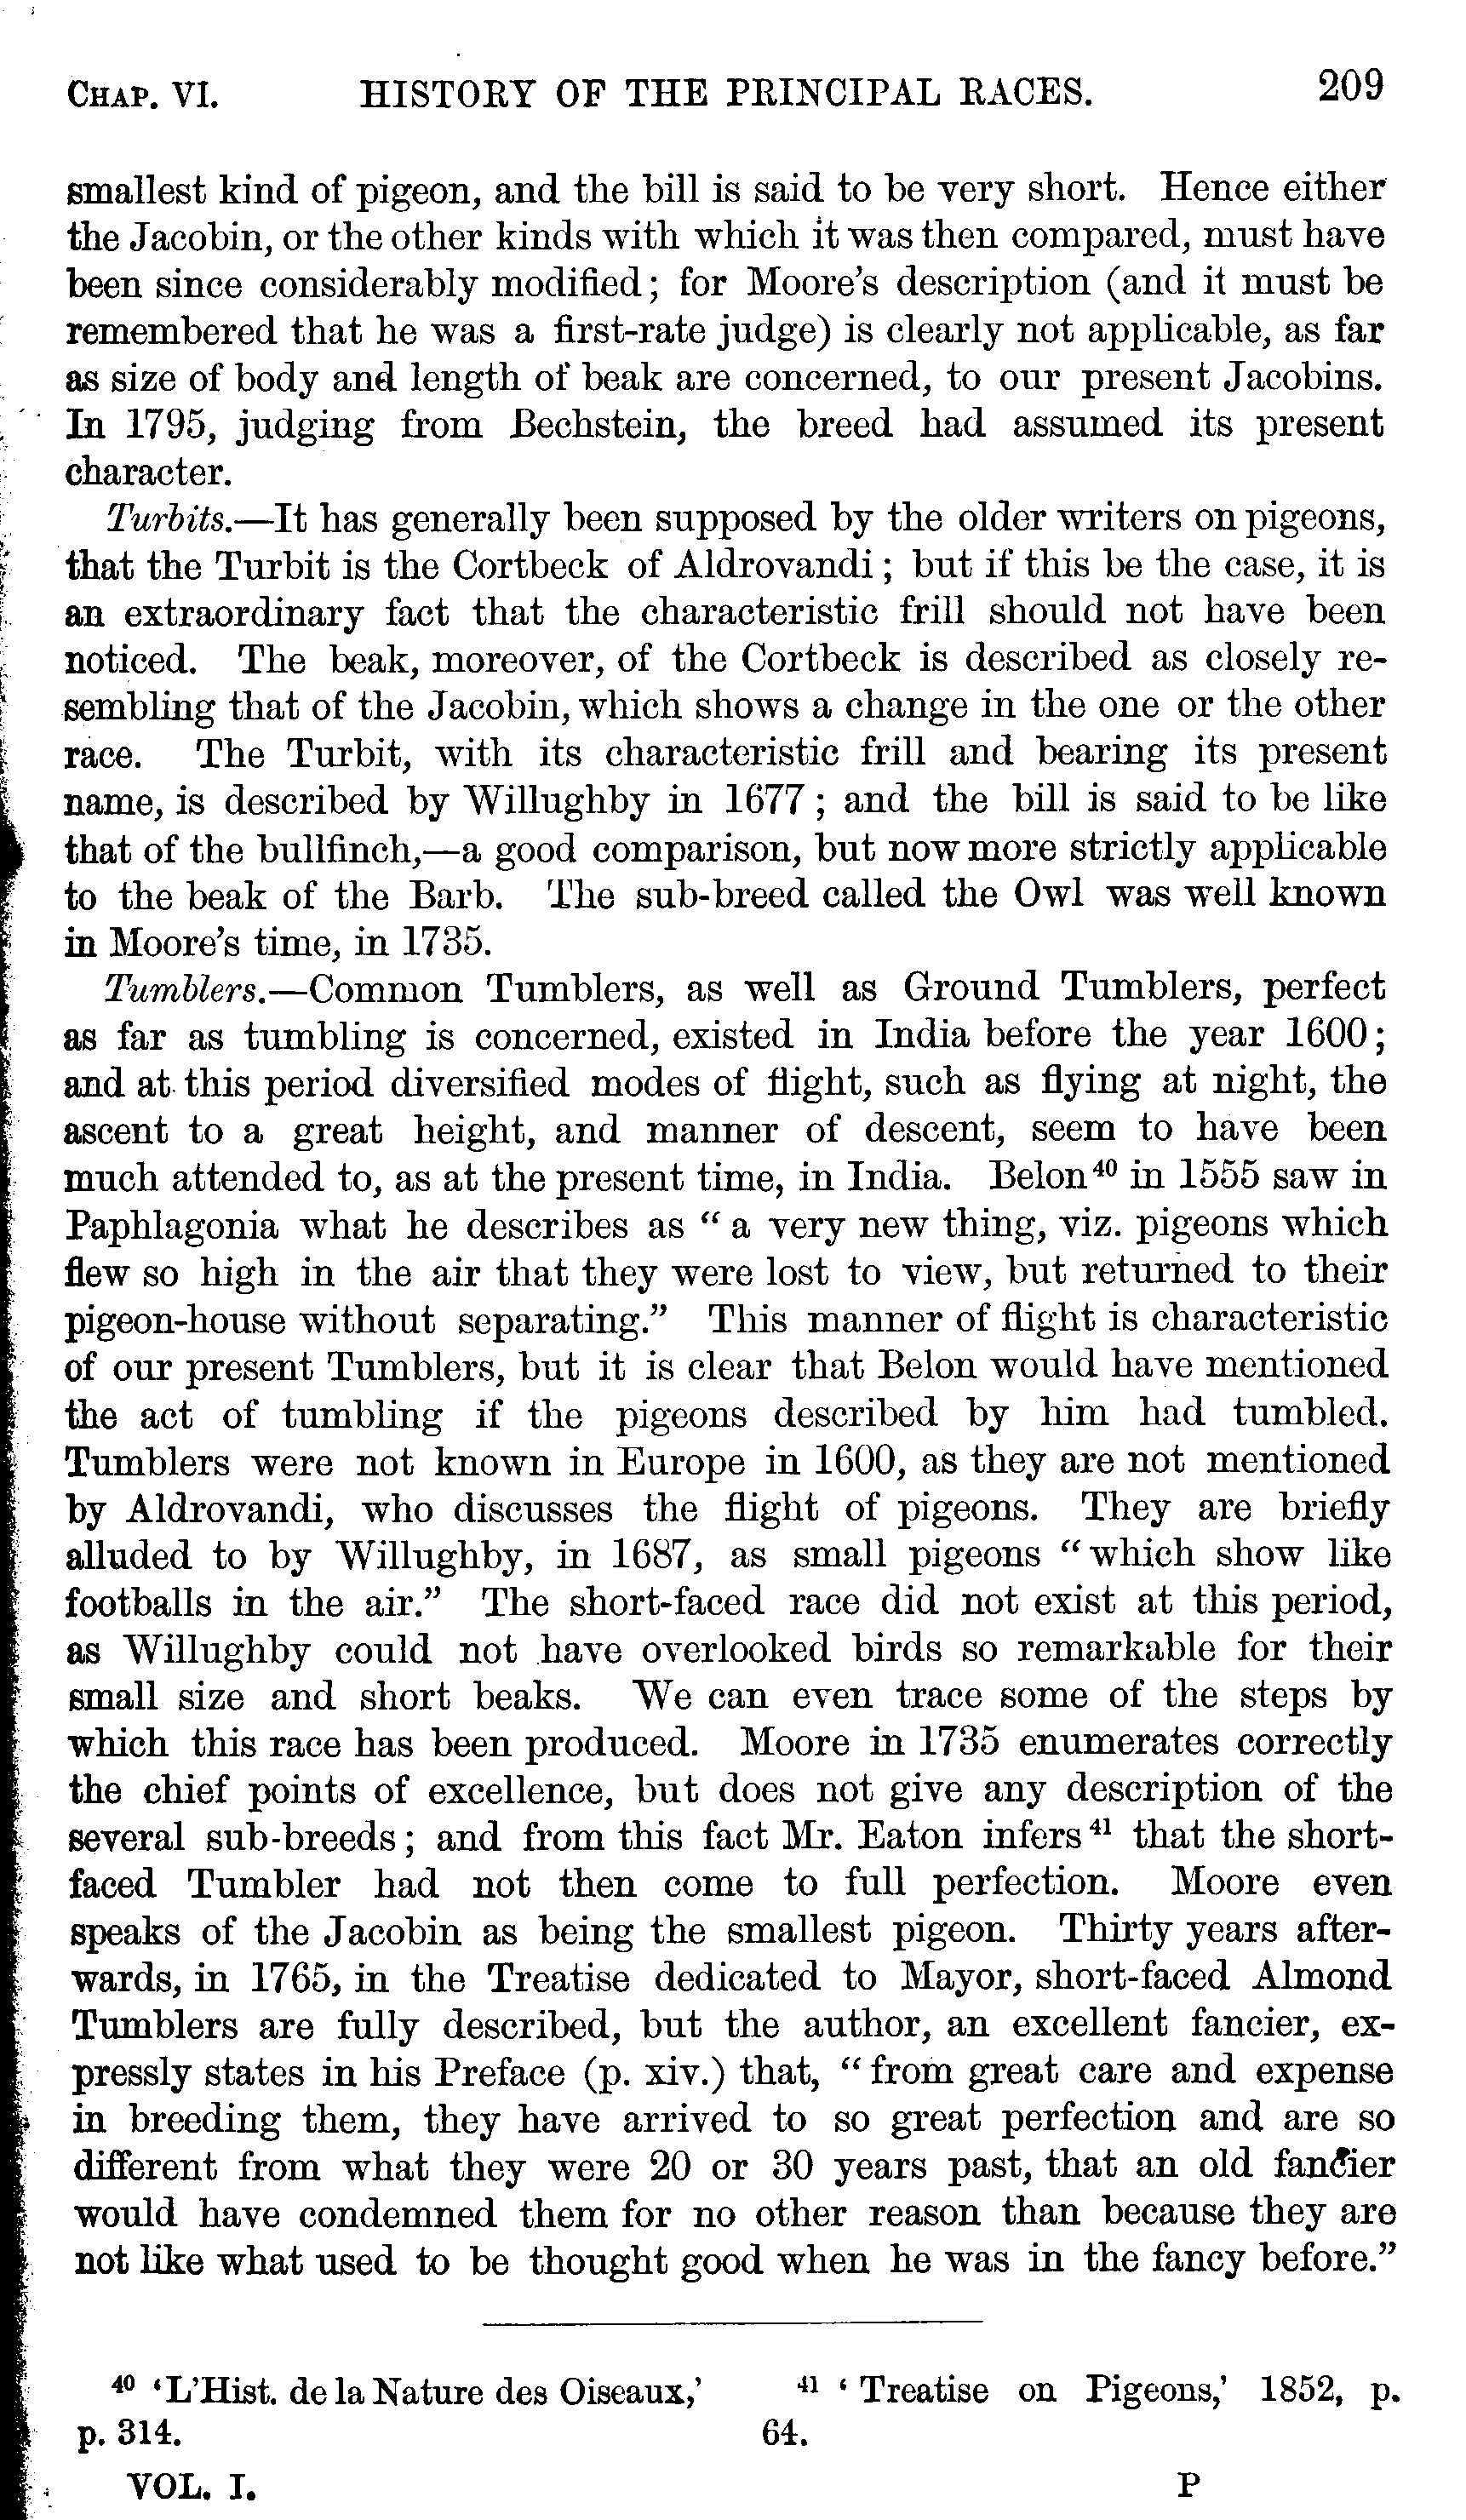 CHAP. VI. HISTORY OF THE PRINCIPAL RACES. 209
smallest kind of pigeon, and the bill is said to be very short. Hence either
the Jacobin, or the other kinds with which it was then compared, must have
been since considerably modified; for Moore's description (and it must be
remembered that he was a first-rate judge) is clearly not applicable, as far
as size of body and length of beak are concerned, to our present Jacobins.
In 1795, judging from Bechstein, the breed had assumed its present
character.
Turbits.—It has generally been supposed by the older writers on pigeons,
that the Turbit is the Cortbeck of Aldrovandi; but if this be the case, it is
an extraordinary fact that the characteristic frill should not have been
noticed. The beak, moreover, of the Cortbeck is described as closely re-
sembling that of the Jacobin, which shows a change in the one or the other
race. The Turbit, with its characteristic frill and bearing its present
name, is described by Willughby in 1677; and the bill is said to be like
that of the bullfinch,—a good comparison, but now more strictly applicable
to the beak of the Barb. The sub-breed called the Owl was well known
in Moore's time, in 1735.
Tumblers.—Common Tumblers, as well as Ground Tumblers, perfect
as far as tumbling is concerned, existed in India before the year 1600;
and at this period diversified modes of flight, such as flying at night, the
ascent to a great height, and manner of descent, seem to have been
much attended to, as at the present time, in India. Belon⁴⁰ in 1555 saw in
Paphlagonia what he describes as "a very new thing, viz. pigeons which
flew so high in the air that they were lost to view, but returned to their
pigeon-house without separating." This manner of flight is characteristic
of our present Tumblers, but it is clear that Belon would have mentioned
the act of tumbling if the pigeons described by him had tumbled.
Tumblers were not known in Europe in 1600, as they are not mentioned
by Aldrovandi, who discusses the flight of pigeons. They are briefly
alluded to by Willughby, in 1687, as small pigeons "which show like
footballs in the air." The short-faced race did not exist at this period,
as Willughby could not have overlooked birds so remarkable for their
small size and short beaks. We can even trace some of the steps by
which this race has been produced. Moore in 1735 enumerates correctly
the chief points of excellence, but does not give any description of the
several sub-breeds; and from this fact Mr. Eaton infers⁴¹ that the short-
faced Tumbler had not then come to full perfection. Moore even
speaks of the Jacobin as being the smallest pigeon. Thirty years after-
wards, in 1765, in the Treatise dedicated to Mayor, short-faced Almond
Tumblers are fully described, but the author, an excellent fancier, ex-
pressly states in his Preface (p. xiv.) that, "from great care and expense
in breeding them, they have arrived to so great perfection and are so
different from what they were 20 or 30 years past, that an old fancier
would have condemned them for no other reason than because they are
not like what used to be thought good when he was in the fancy before."
⁴⁰ 'L'Hist. de la Nature des Oiseaux,'
p. 314.
⁴¹ 'Treatise on Pigeons,' 1852, p.
64.
VOL. I. P